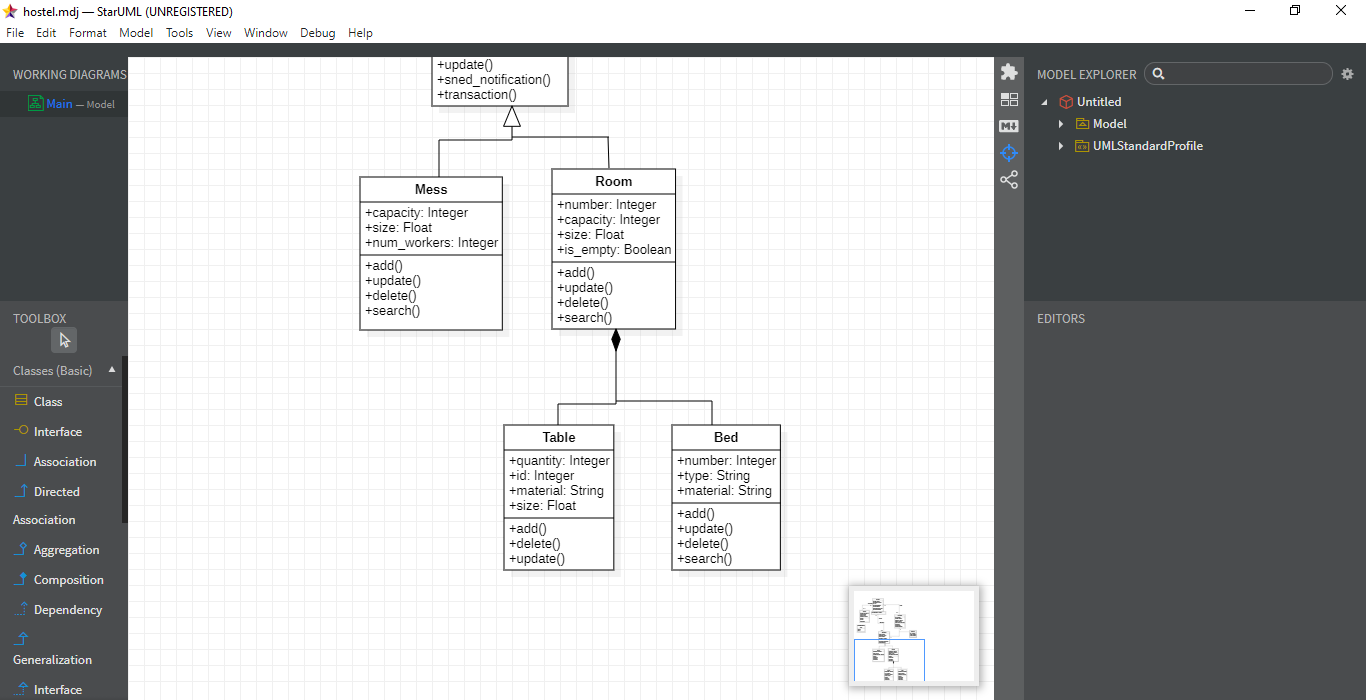 hostel.mdj — StarUML (UNREGISTERED)
File Edit Format Model Tools View Window Debug Help
WORKING DIAGRAMS
Main — Model
TOOLBOX
Classes (Basic)
Class
Interface
Association
Directed
Association
Aggregation
Composition
Dependency
Generalization
Interface
+update()
+sned_notification()
+transaction()
Mess
+capacity: Integer
+size: Float
+num_workers: Integer
+add()
+update()
+delete()
+search()
Room
+number: Integer
+capacity: Integer
+size: Float
+is_empty: Boolean
+add()
+update()
+delete()
+search()
Table
+quantity: Integer
+id: Integer
+material: String
+size: Float
+add()
+delete()
+update()
Bed
+number: Integer
+type: String
+material: String
+add()
+update()
+delete()
+search()
M
MODEL EXPLORER
Untitled
Model
UMLStandardProfile
EDITORS